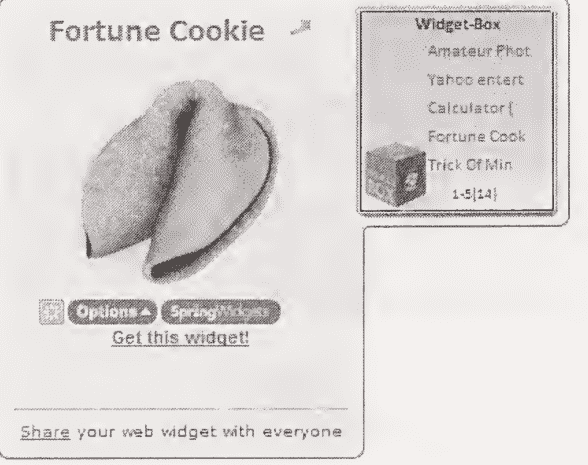 Fortune Cookie
Options
SpringWidgets
Get this widget!
Share your web widget with everyone
Widget-Box
Amateur Phot
Yahoo entert
Calculator (
Fortune Cook
Trick Of Min
1-5(14)